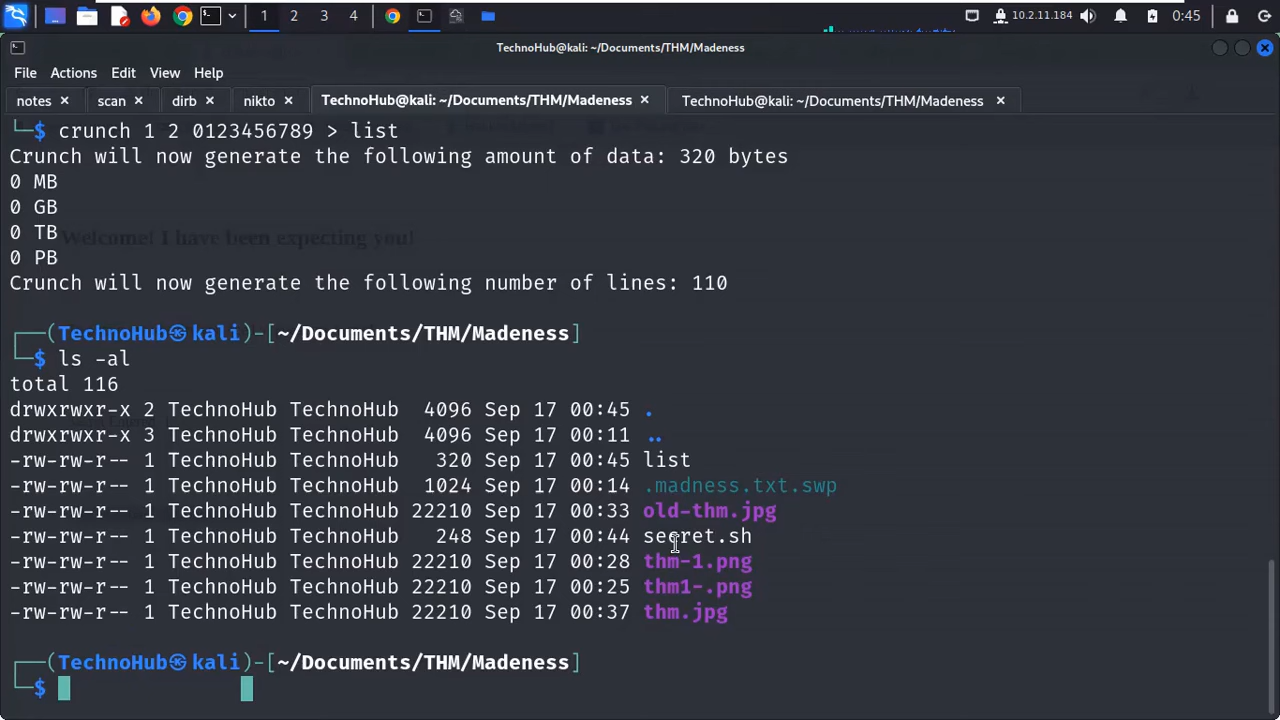 1 2 3 4 10.2.11.184 0:45
TechnoHub@kali: ~/Documents/THM/Madeness
File Actions Edit View Help
notes scan dirb nikto TechnoHub@kali: ~/Documents/THM/Madeness TechnoHub@kali: ~/Documents/THM/Madeness
└─$ crunch 1 2 0123456789 > list
Crunch will now generate the following amount of data: 320 bytes
0 MB
0 GB
0 TB
Welcome! I have been expecting you!
0 PB
Crunch will now generate the following number of lines: 110
┌──(TechnoHub㉿kali)-[~/Documents/THM/Madeness]
└─$ ls -al
total 116
drwxrwxr-x 2 TechnoHub TechnoHub 4096 Sep 17 00:45 .
drwxrwxr-x 3 TechnoHub TechnoHub 4096 Sep 17 00:11 ..
-rw-rw-r-- 1 TechnoHub TechnoHub 320 Sep 17 00:45 list
-rw-rw-r-- 1 TechnoHub TechnoHub 1024 Sep 17 00:14 .madness.txt.swp
-rw-rw-r-- 1 TechnoHub TechnoHub 22210 Sep 17 00:33 old-thm.jpg
-rw-rw-r-- 1 TechnoHub TechnoHub 248 Sep 17 00:44 secret.sh
-rw-rw-r-- 1 TechnoHub TechnoHub 22210 Sep 17 00:28 thm-1.png
-rw-rw-r-- 1 TechnoHub TechnoHub 22210 Sep 17 00:25 thm1-.png
-rw-rw-r-- 1 TechnoHub TechnoHub 22210 Sep 17 00:37 thm.jpg
┌──(TechnoHub㉿kali)-[~/Documents/THM/Madeness]
└─$